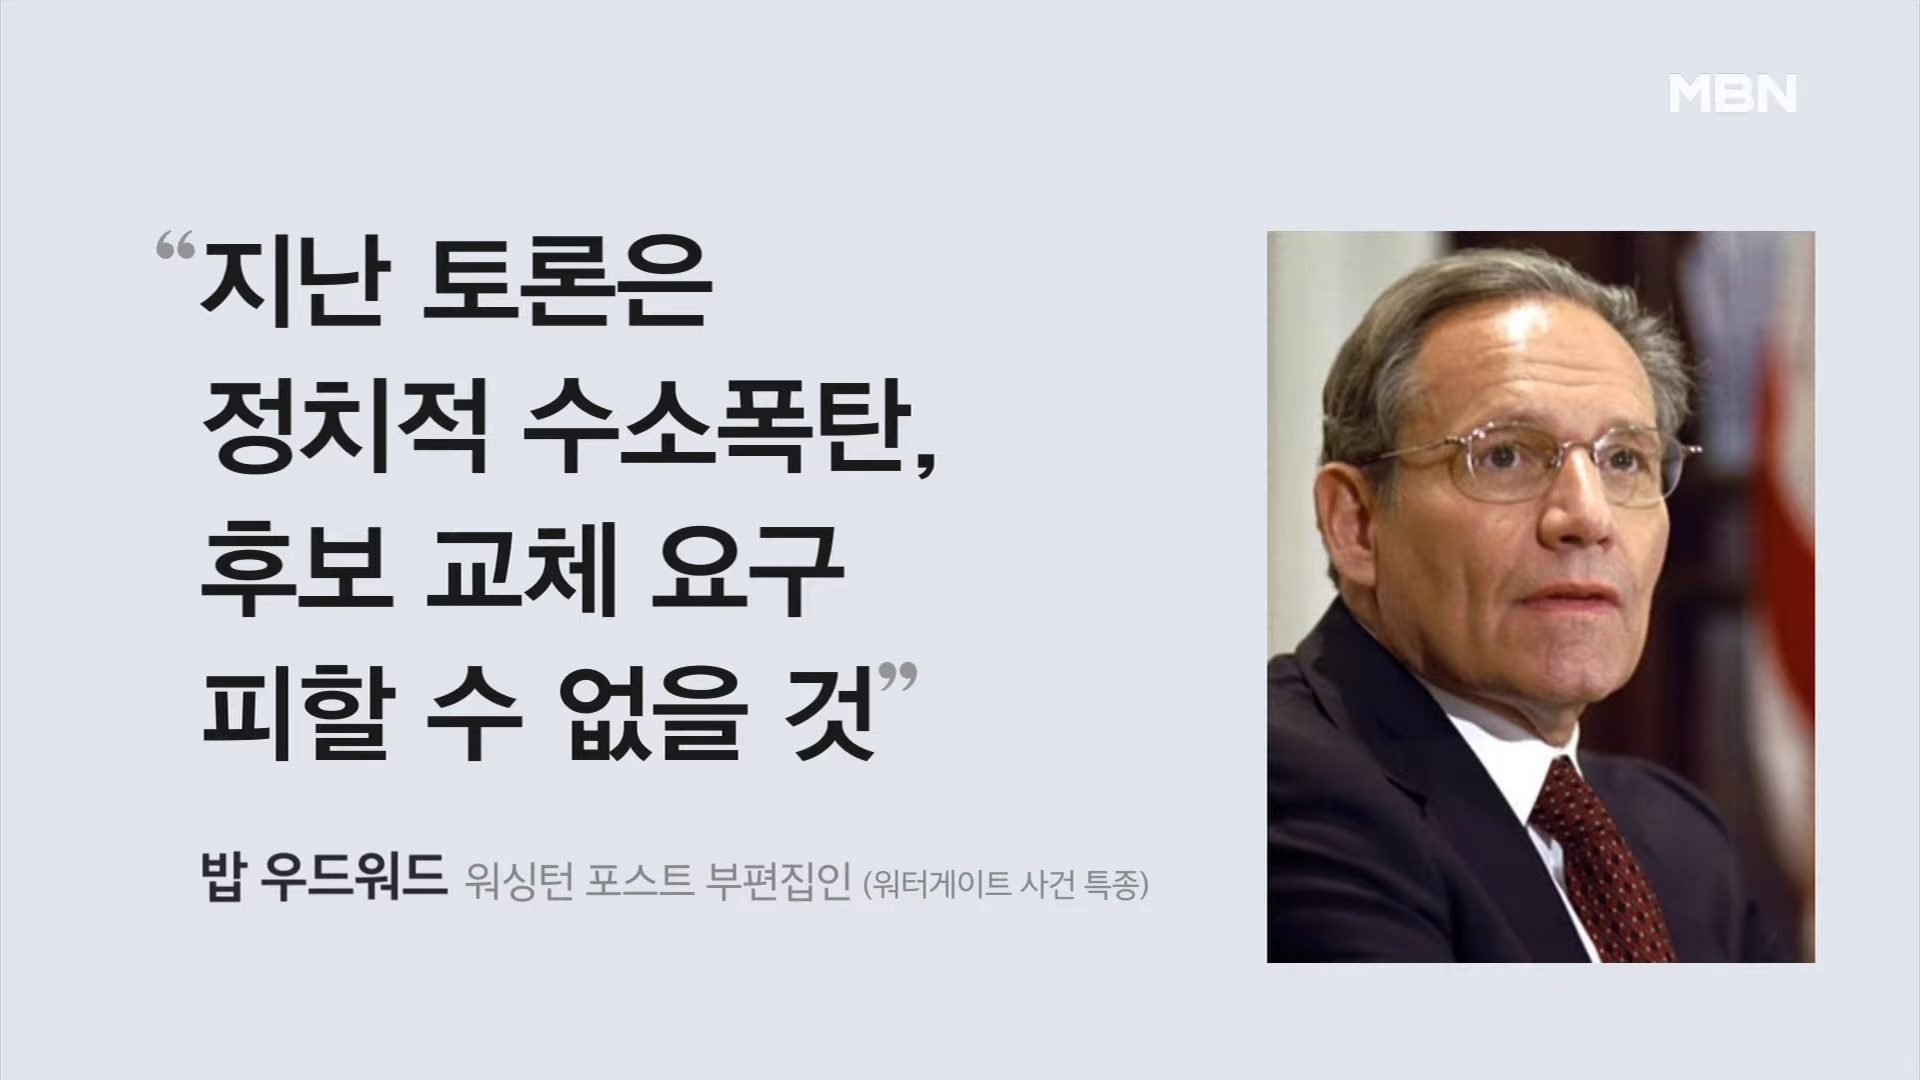 MBN
“지난 토론은
정치적 수소폭탄,
후보 교체 요구
피할 수 없을 것”
밥 우드워드 워싱턴 포스트 부편집인 (워터게이트 사건 특종)